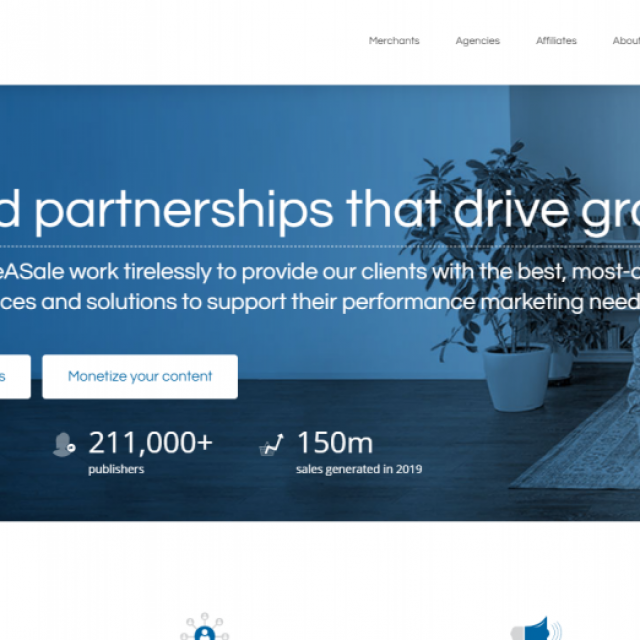 Merchants Agencies Affiliates About
d partnerships that drive gro
eASale work tirelessly to provide our clients with the best, most-
ces and solutions to support their performance marketing need
s Monetize your content
211,000+ 150m
publishers sales generated in 2019